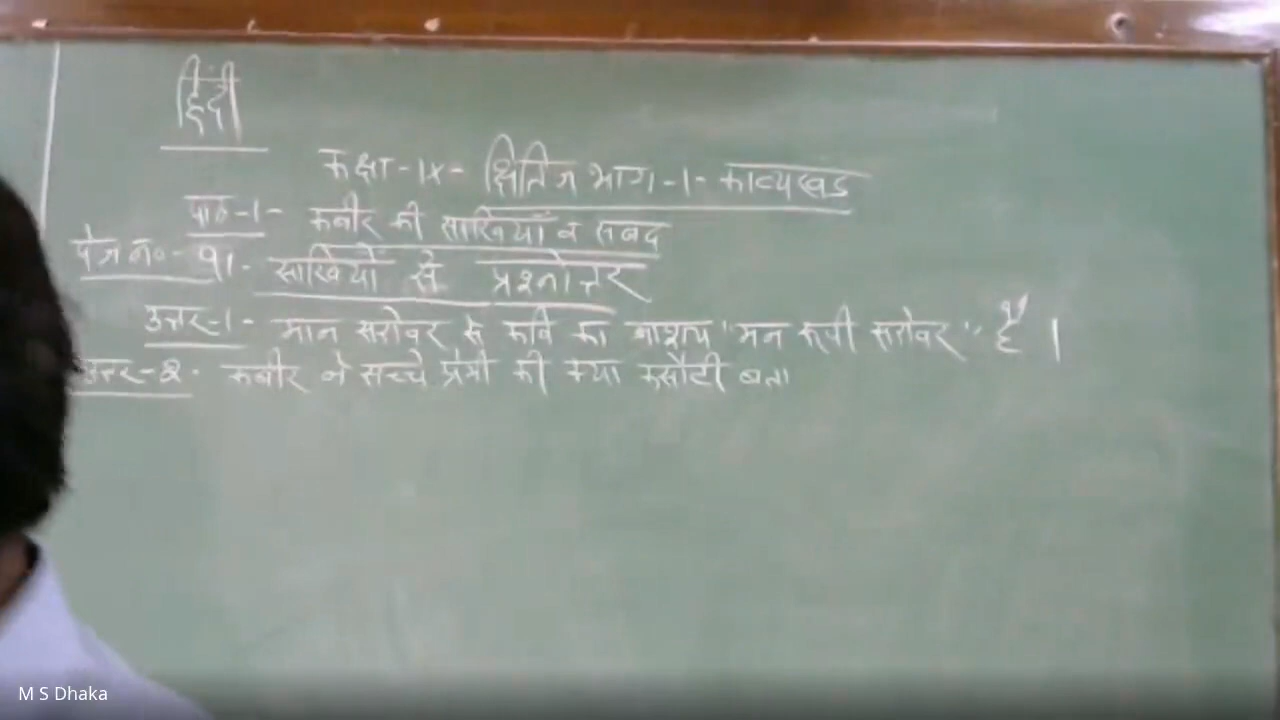 हिंदी
कक्षा-IX- क्षितिज भाग-1- काव्यखंड
पाठ-1- कबीर की साखियाँ व सबद
पेज नं०- 91. साखियों से प्रश्नोत्तर
उत्तर-1- मान सरोवर से कवि का आशय "मन रूपी सरोवर" है ।
उत्तर-2. कबीर ने सच्चे प्रेमी की क्या कसौटी बता
M S Dhaka